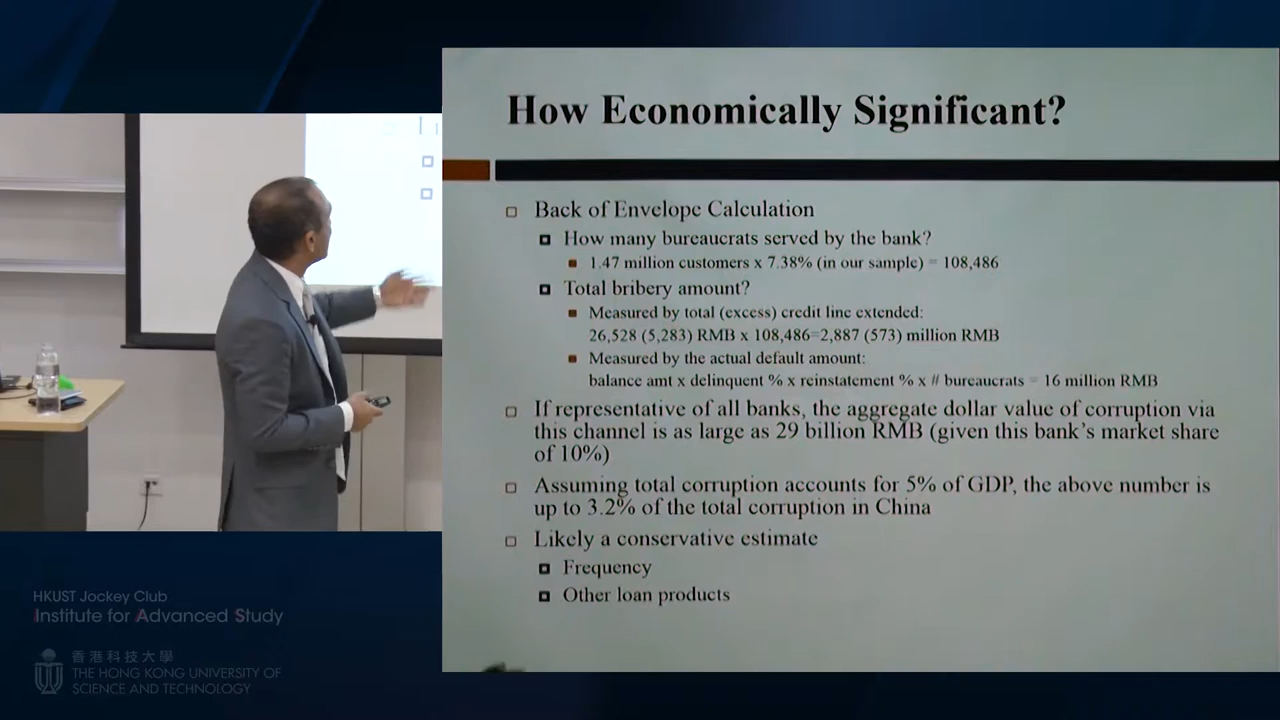 How Economically Significant?
Back of Envelope Calculation
How many bureaucrats served by the bank?
1.47 million customers x 7.38% (in our sample) = 108,486
Total bribery amount?
Measured by total (excess) credit line extended:
26,528 (5,283) RMB x 108,486=2,887 (573) million RMB
Measured by the actual default amount:
balance amt x delinquent % x reinstatement % x # bureaucrats = 16 million RMB
If representative of all banks, the aggregate dollar value of corruption via
this channel is as large as 29 billion RMB (given this bank's market share
of 10%)
Assuming total corruption accounts for 5% of GDP, the above number is
up to 3.2% of the total corruption in China
Likely a conservative estimate
Frequency
Other loan products
HKUST Jockey Club
Institute for Advanced Study
香港科技大學
THE HONG KONG UNIVERSITY OF
SCIENCE AND TECHNOLOGY